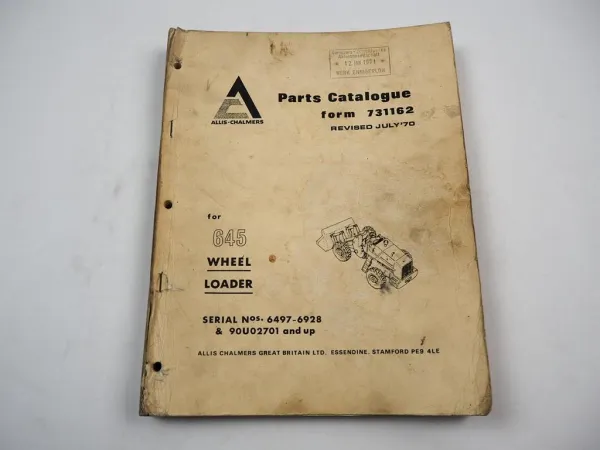 ALLIS-CHALMERS
Parts Catalogue
form 731162
REVISED JULY'70
for
645
WHEEL
LOADER
SERIAL Nos. 6497-6928
& 90U02701 and up
ALLIS CHALMERS GREAT BRITAIN LTD. ESSENDINE. STAMFORD PE9 4LE